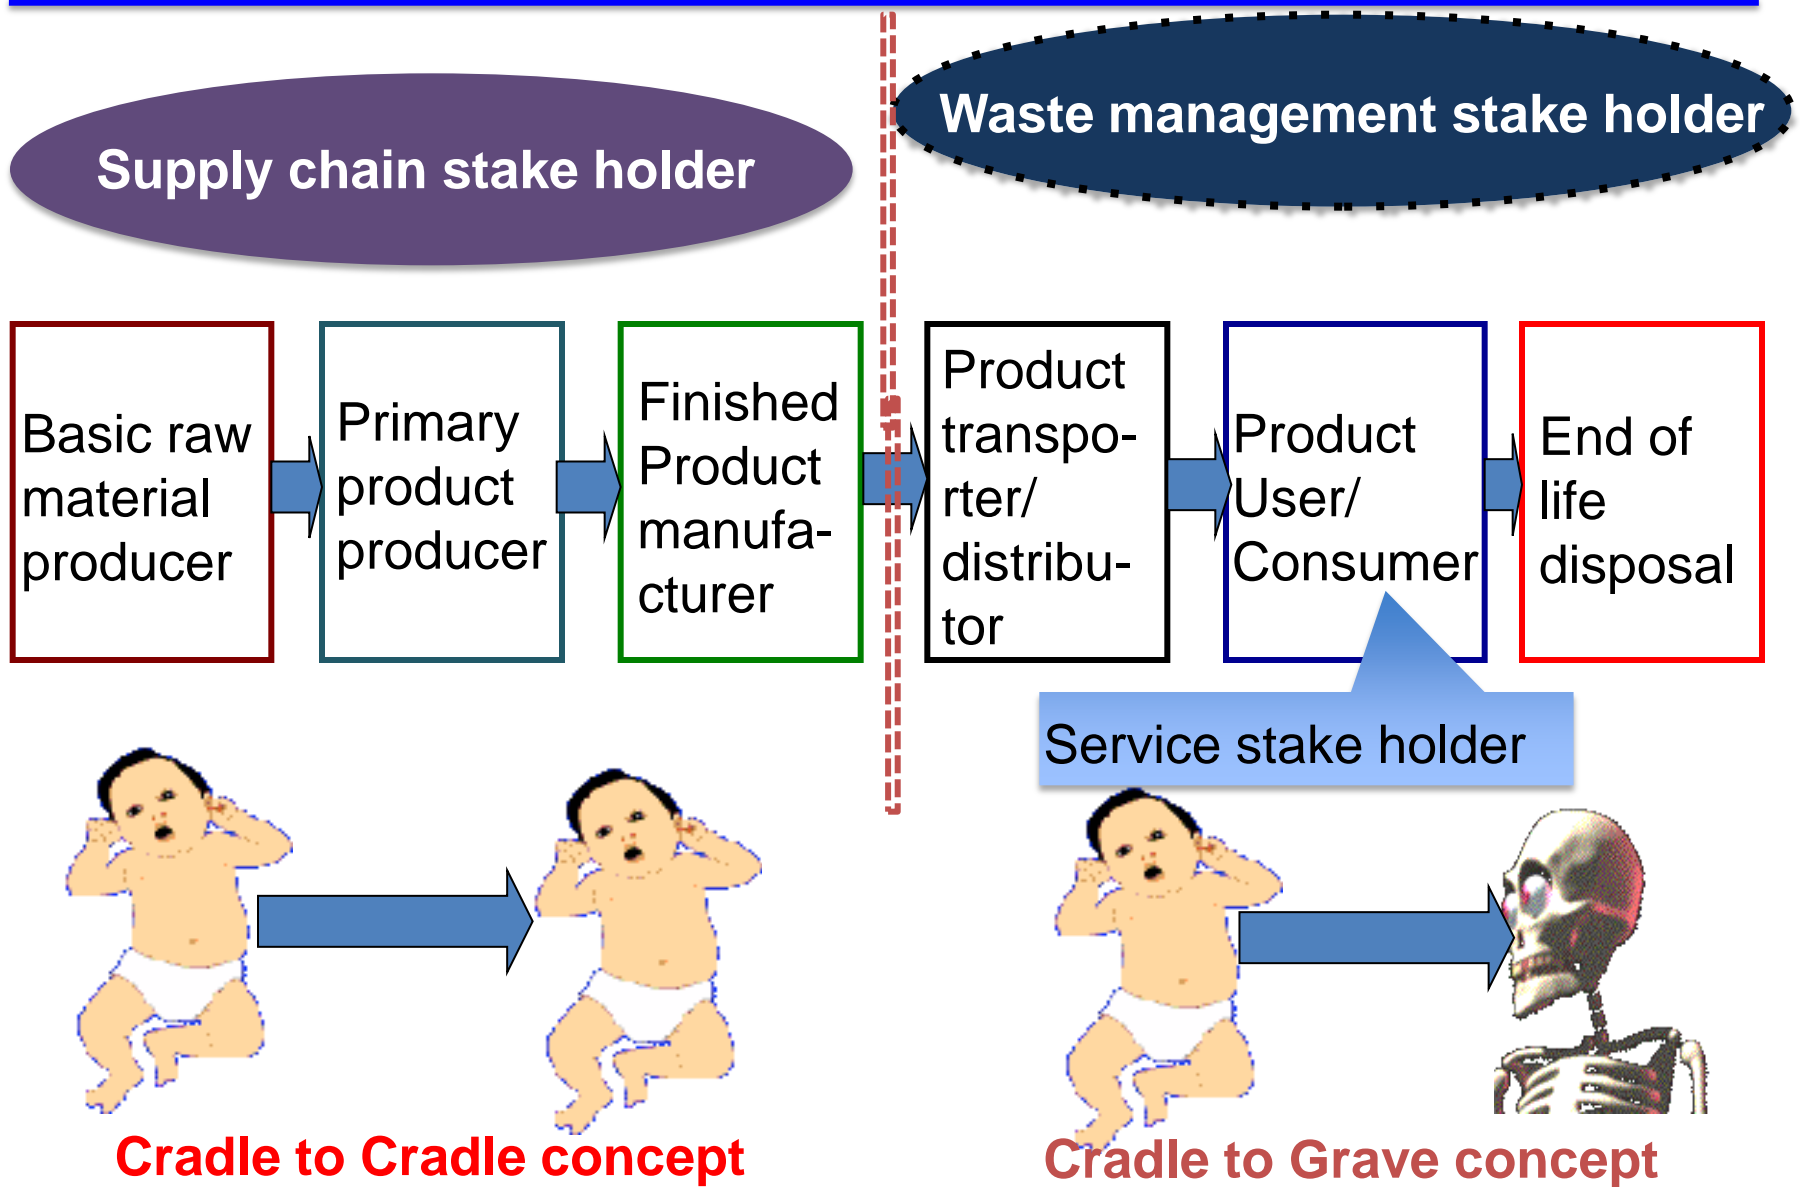 Supply chain stake holder
Waste management stake holder
Basic raw
material
producer
Primary
product
producer
Finished
Product
manufa-
cturer
Product
transpo-
rter/
distribu-
tor
Product
User/
Consumer
End of
life
disposal
Service stake holder
Cradle to Cradle concept
Cradle to Grave concept